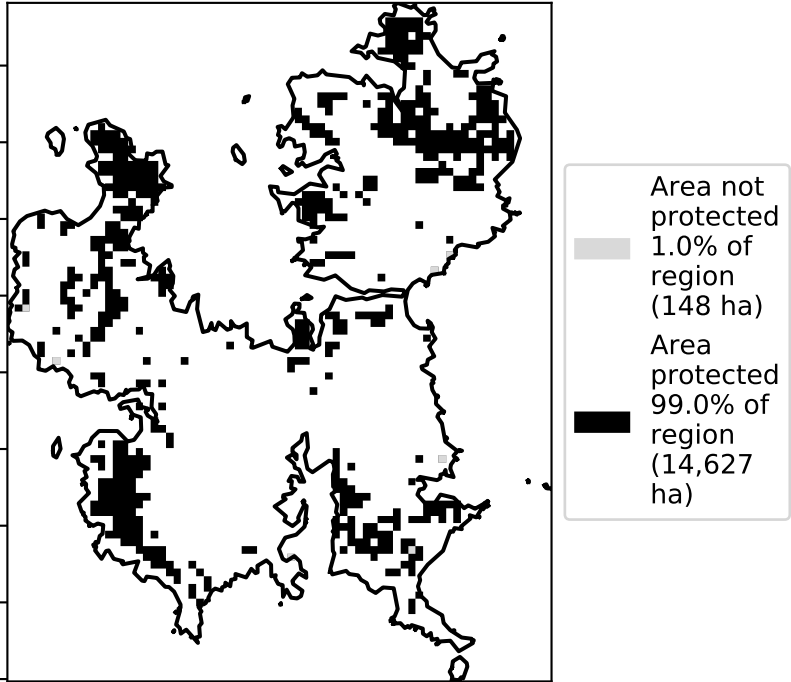 Area not
protected
1.0% of
region
(148 ha)
Area
protected
99.0% of
region
(14,627
ha)